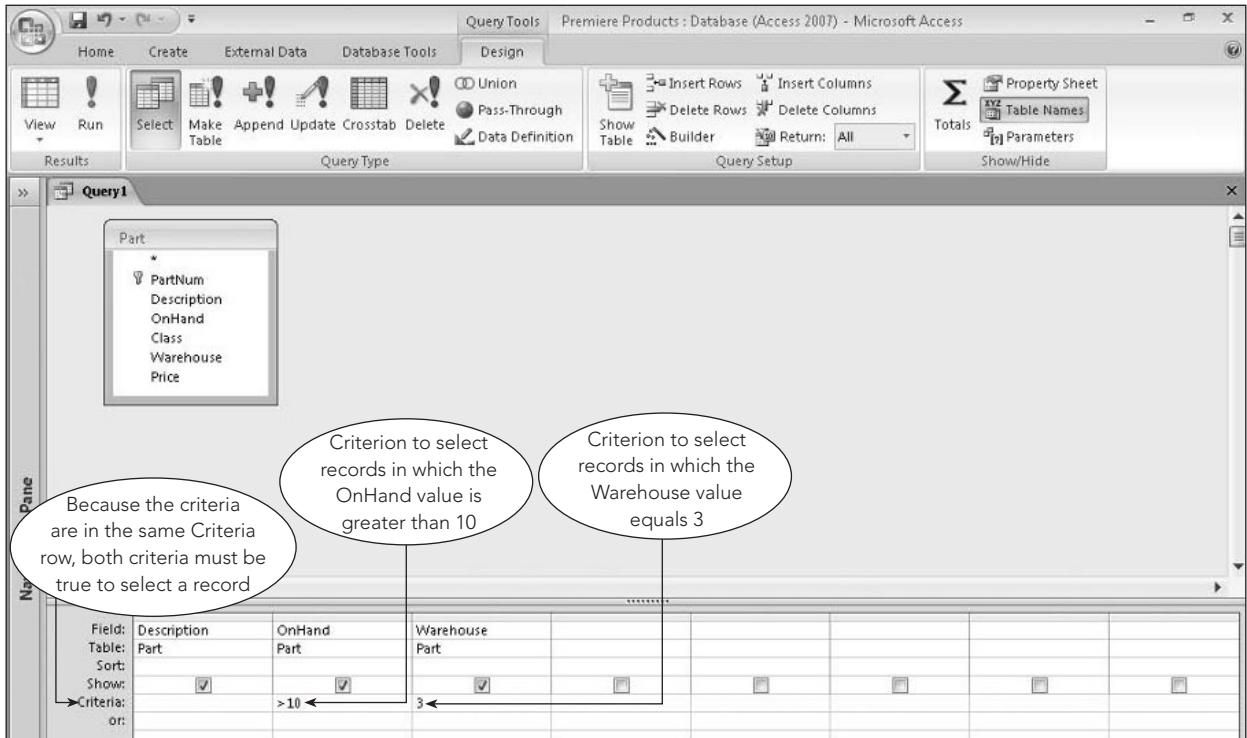 Query Tools Premiere Products : Database (Access 2007) - Microsoft Access
Home Create External Data Database Tools Design
View Run Select Make Table Append Update Crosstab Delete
Union
Pass-Through
Data Definition
Show Table
Insert Rows
Delete Rows
Builder
Insert Columns
Delete Columns
Return: All
Σ
Totals
Property Sheet
XYZ Table Names
[?] Parameters
Results Query Type Query Setup Show/Hide
Query1
Part
*
PartNum
Description
OnHand
Class
Warehouse
Price
Because the criteria
are in the same Criteria
row, both criteria must be
true to select a record
Criterion to select
records in which the
OnHand value is
greater than 10
Criterion to select
records in which the
Warehouse value
equals 3
Pane
Field: Description OnHand Warehouse
Table: Part Part Part
Sort:
Show:
Criteria: >10 3
or: